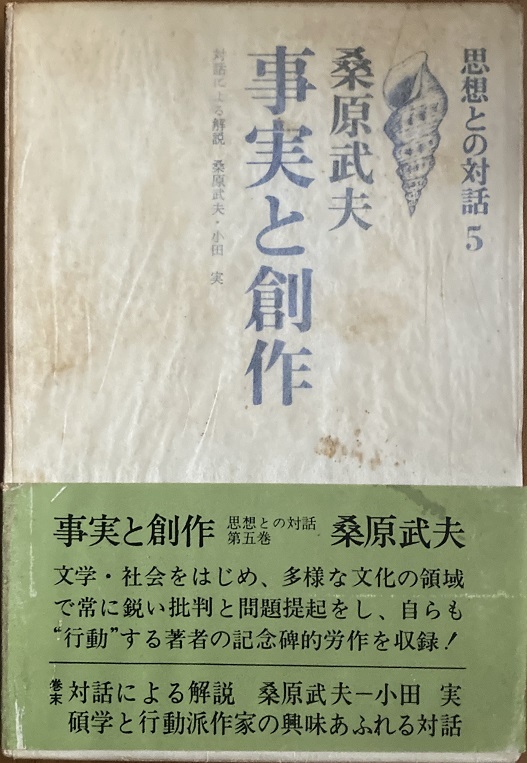 思想との対話 5
桑原武夫
事実と創作
対話による解説 桑原武夫・小田 実
事実と創作 思想との対話 第五巻 桑原武夫
文学・社会をはじめ、多様な文化の領域
で常に鋭い批判と問題提起をし、自らも
“行動”する著者の記念碑的労作を収録!
巻末 対話による解説 桑原武夫−小田 実
碩学と行動派作家の興味あふれる対話